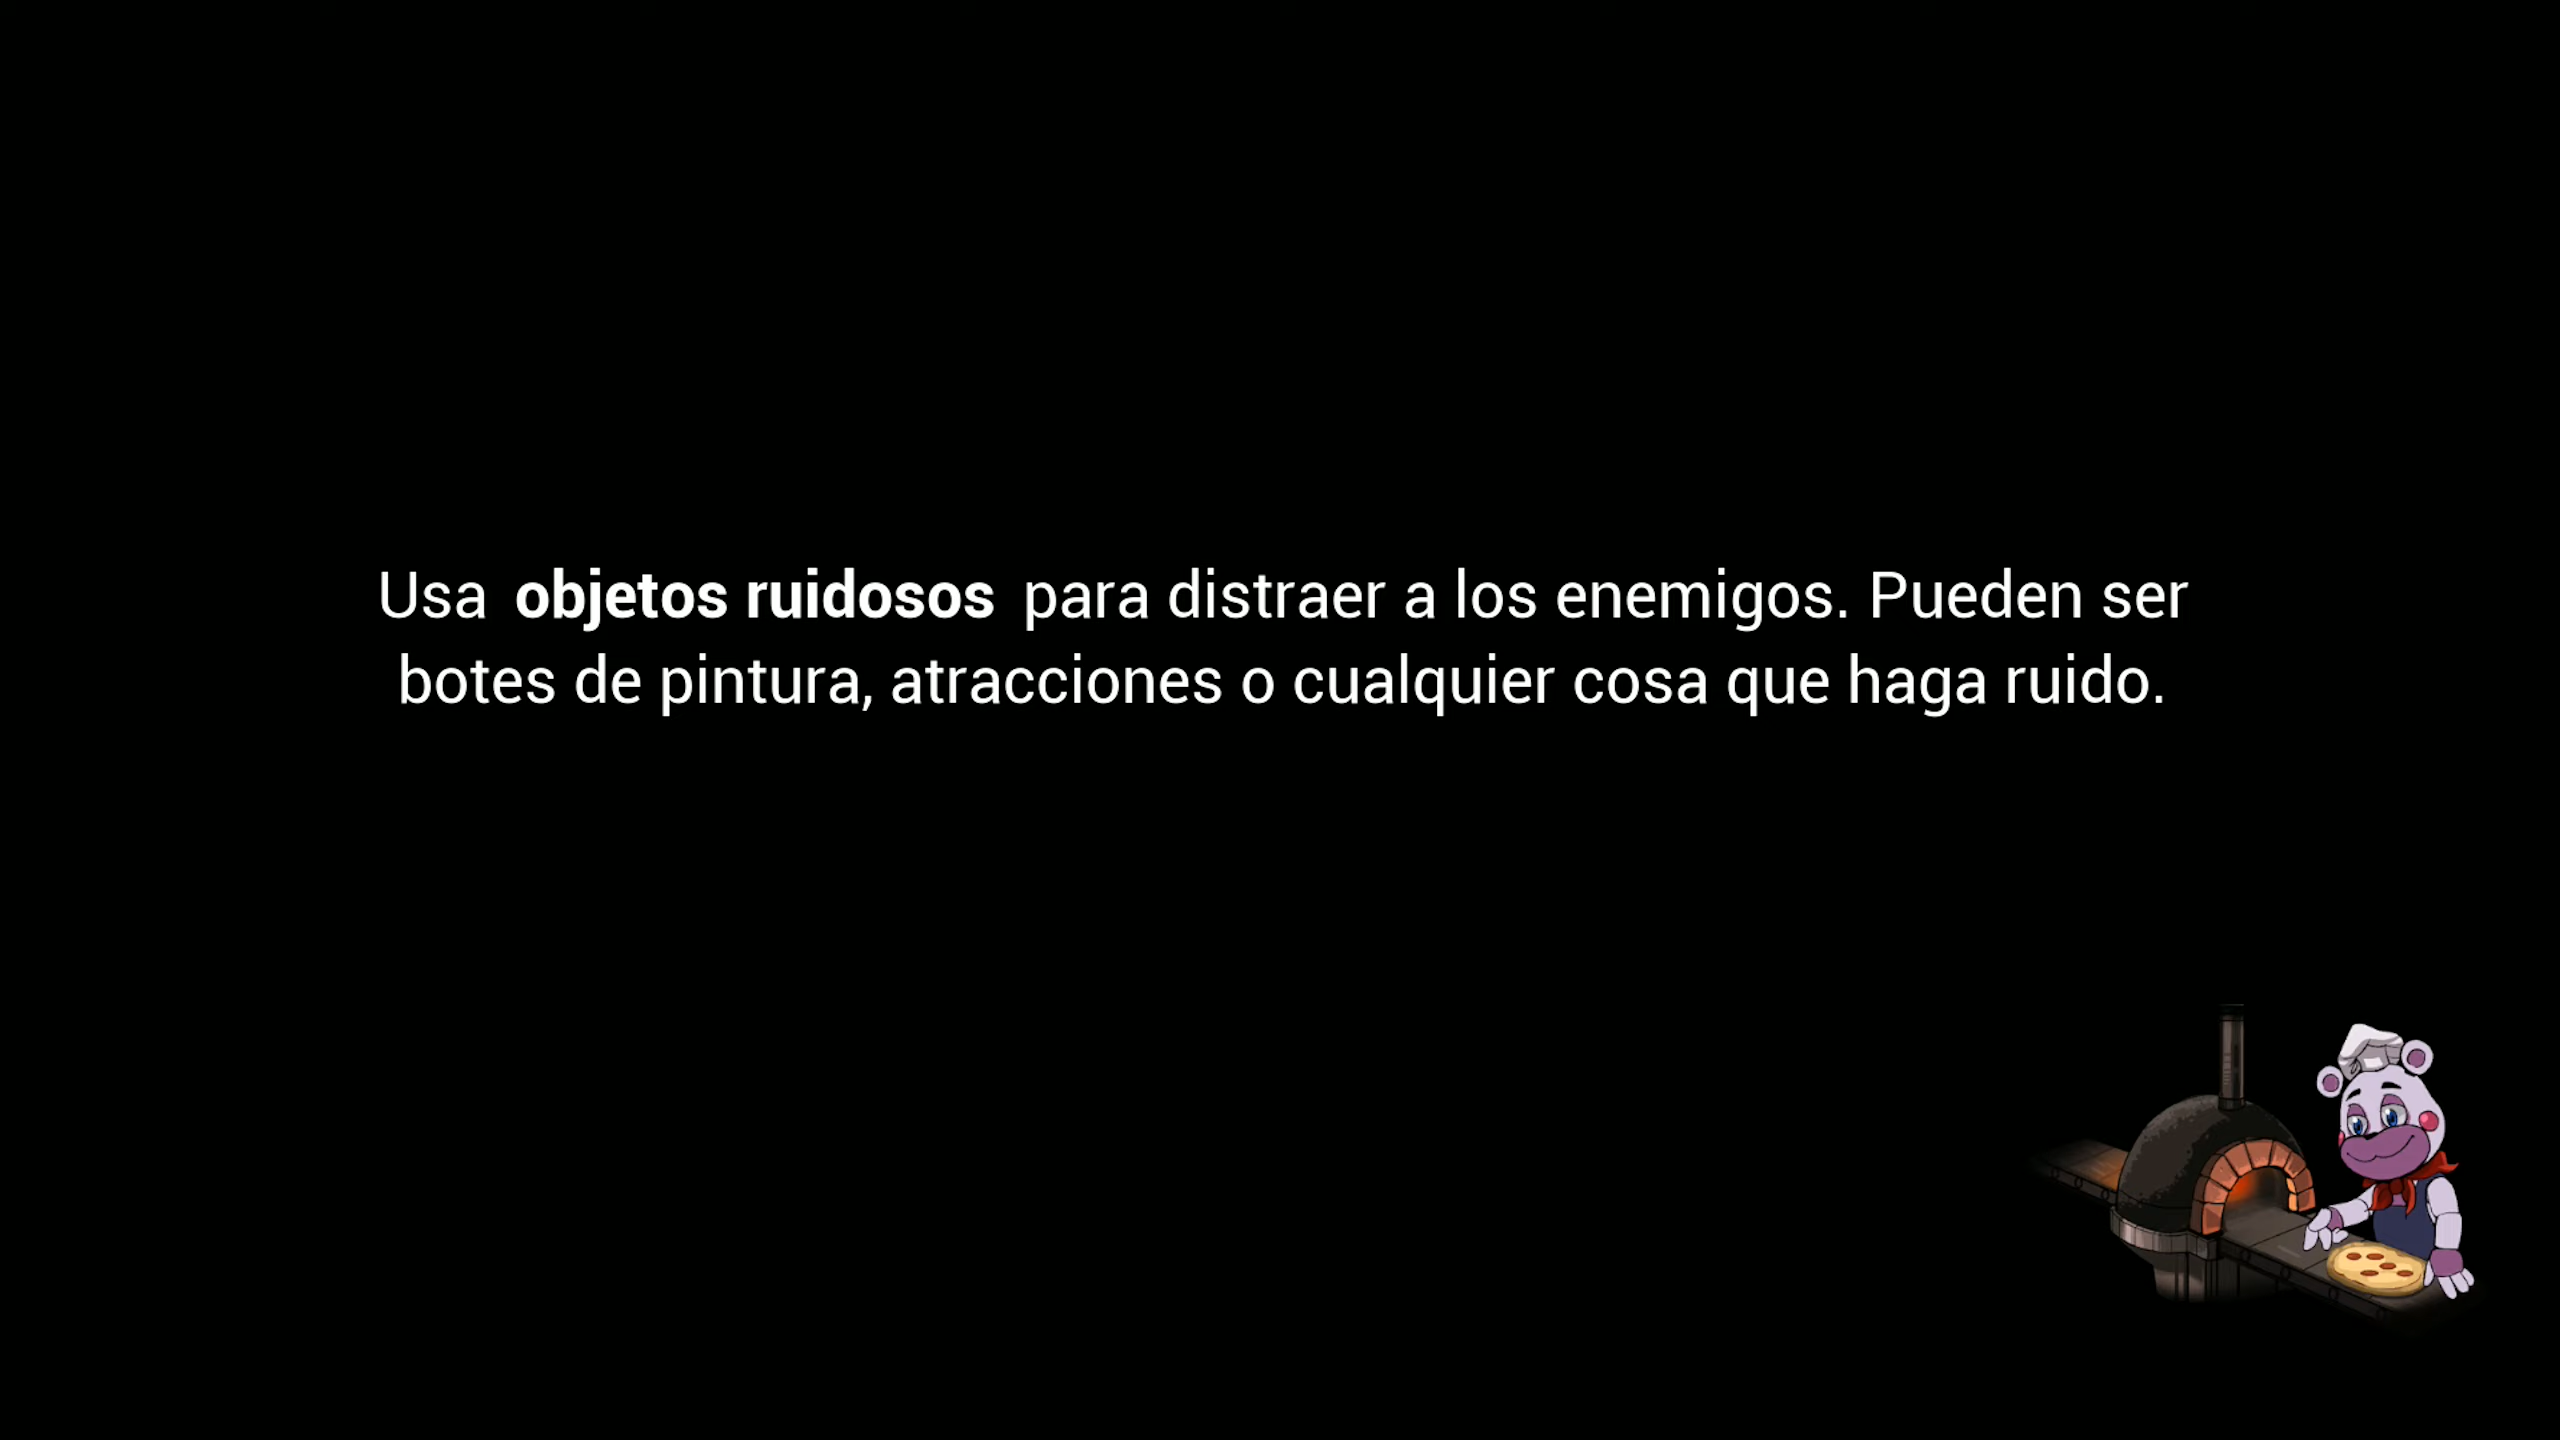 Usa objetos ruidosos para distraer a los enemigos. Pueden ser
botes de pintura, atracciones o cualquier cosa que haga ruido.